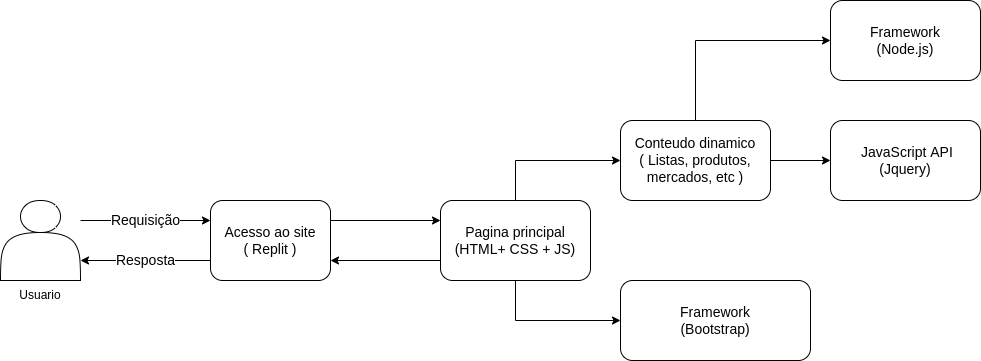 Framework
(Node.js)
Conteudo dinamico
( Listas, produtos,
mercados, etc )
JavaScript API
(Jquery)
Requisição
Resposta
Usuario
Acesso ao site
( Replit )
Pagina principal
(HTML+ CSS + JS)
Framework
(Bootstrap)